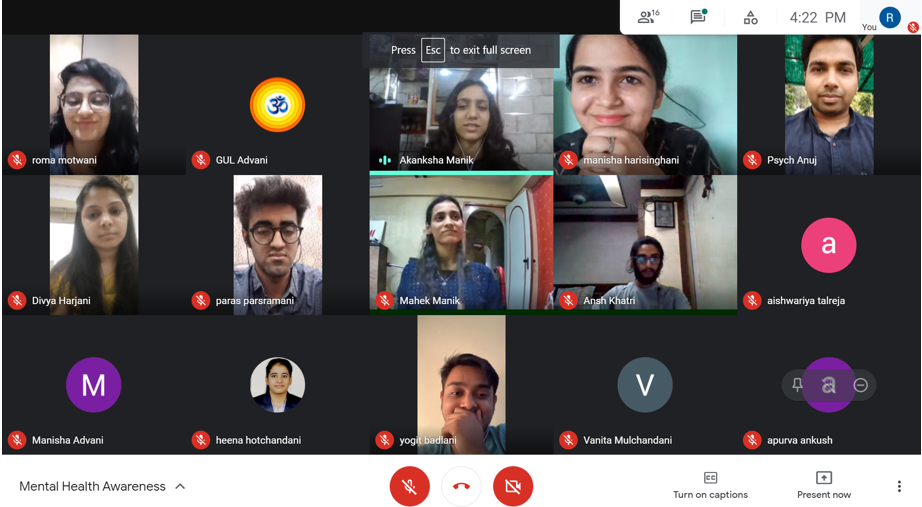 16
4:22 PM
R
You
Press Esc to exit full screen
roma motwani
ॐ
GUL Advani
Akanksha Manik
manisha harisinghani
Psych Anuj
Divya Harjani
paras parsramani
Mahek Manik
Ansh Khatri
a
aishwariya talreja
M
Manisha Advani
heena hotchandani
yogit badlani
V
Vanita Mulchandani
a
apurva ankush
Mental Health Awareness
CC
Turn on captions
Present now